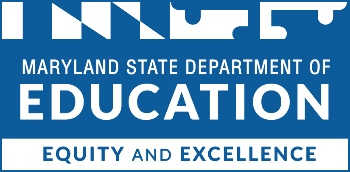 MARYLAND STATE DEPARTMENT OF
EDUCATION
EQUITY AND EXCELLENCE